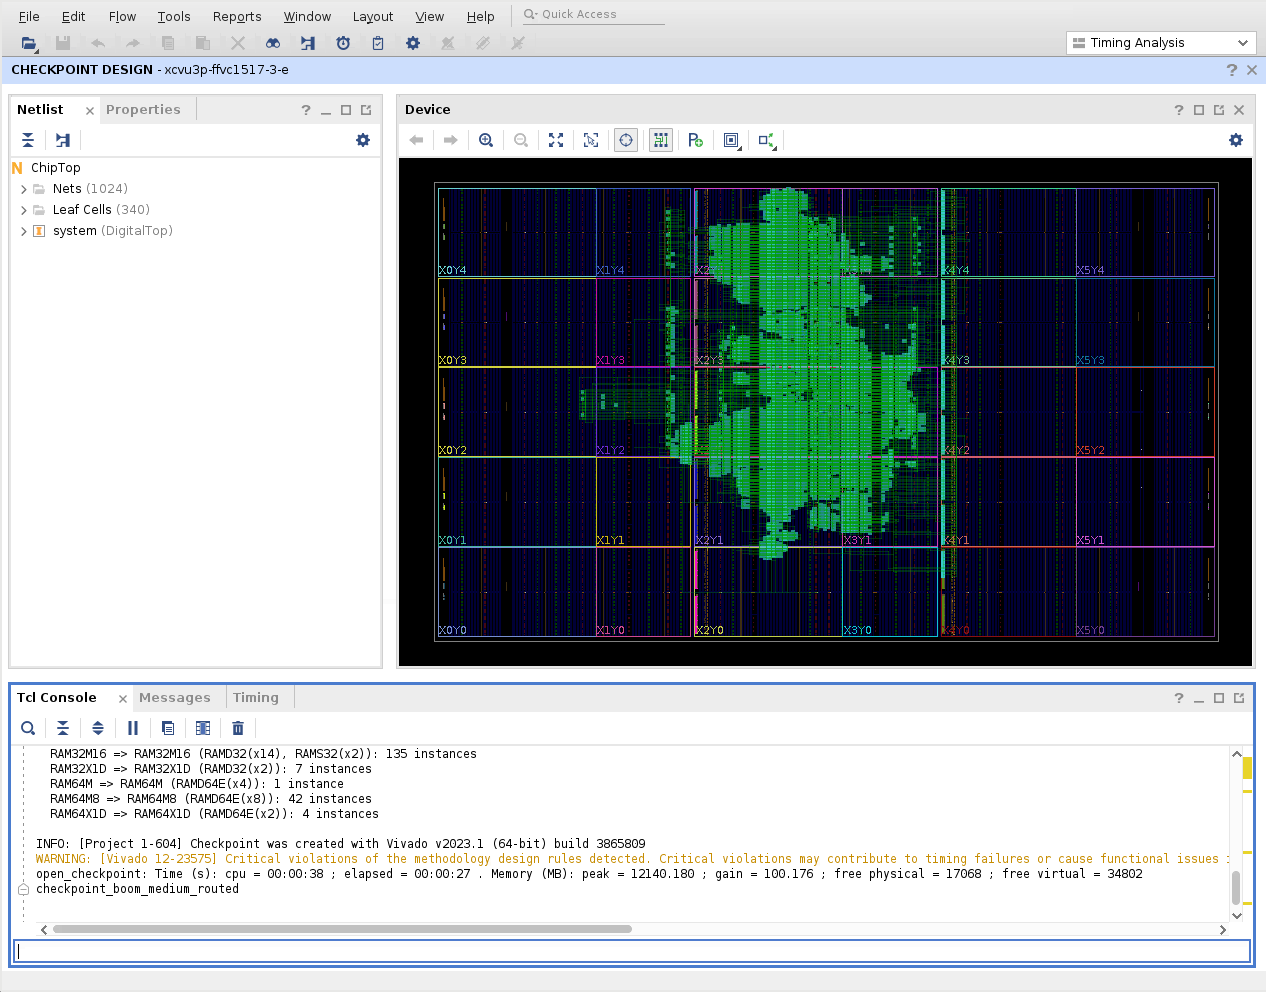 File Edit Flow Tools Reports Window Layout View Help Quick Access
Timing Analysis
CHECKPOINT DESIGN - xcvu3p-ffvc1517-3-e
Netlist Properties
ChipTop
Nets (1024)
Leaf Cells (340)
system (DigitalTop)
Device
X0Y4 X1Y4 X4Y4 X5Y4
X0Y3 X1Y3 X2Y3 X4Y3 X5Y3
X0Y2 X1Y2 X4Y2 X5Y2
X0Y1 X1Y1 X2Y1 X3Y1 X4Y1 X5Y1
X0Y0 X1Y0 X2Y0 X3Y0 X4Y0 X5Y0
Tcl Console Messages Timing
RAM32M16 => RAM32M16 (RAMD32(x14), RAMS32(x2)): 135 instances
RAM32X1D => RAM32X1D (RAMD32(x2)): 7 instances
RAM64M => RAM64M (RAMD64E(x4)): 1 instance
RAM64M8 => RAM64M8 (RAMD64E(x8)): 42 instances
RAM64X1D => RAM64X1D (RAMD64E(x2)): 4 instances
INFO: [Project 1-604] Checkpoint was created with Vivado v2023.1 (64-bit) build 3865809
WARNING: [Vivado 12-23575] Critical violations of the methodology design rules detected. Critical violations may contribute to timing failures or cause functional issues
open_checkpoint: Time (s): cpu = 00:00:38 ; elapsed = 00:00:27 . Memory (MB): peak = 12140.180 ; gain = 100.176 ; free physical = 17068 ; free virtual = 34802
checkpoint_boom_medium_routed